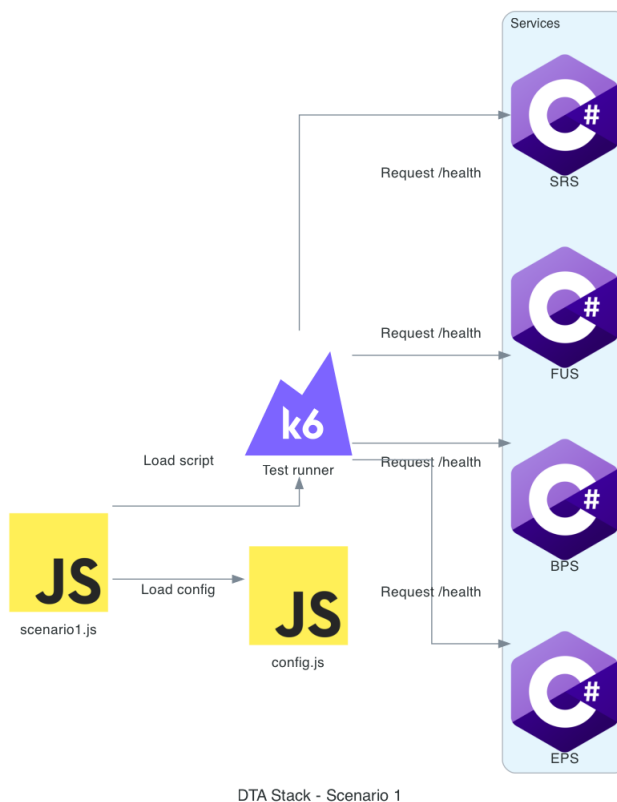 Services
C#
SRS
Request /health
C#
FUS
Request /health
k6
Test runner
C#
BPS
Request /health
Load script
JS
scenario1.js
Load config
JS
config.js
Request /health
C#
EPS
DTA Stack - Scenario 1